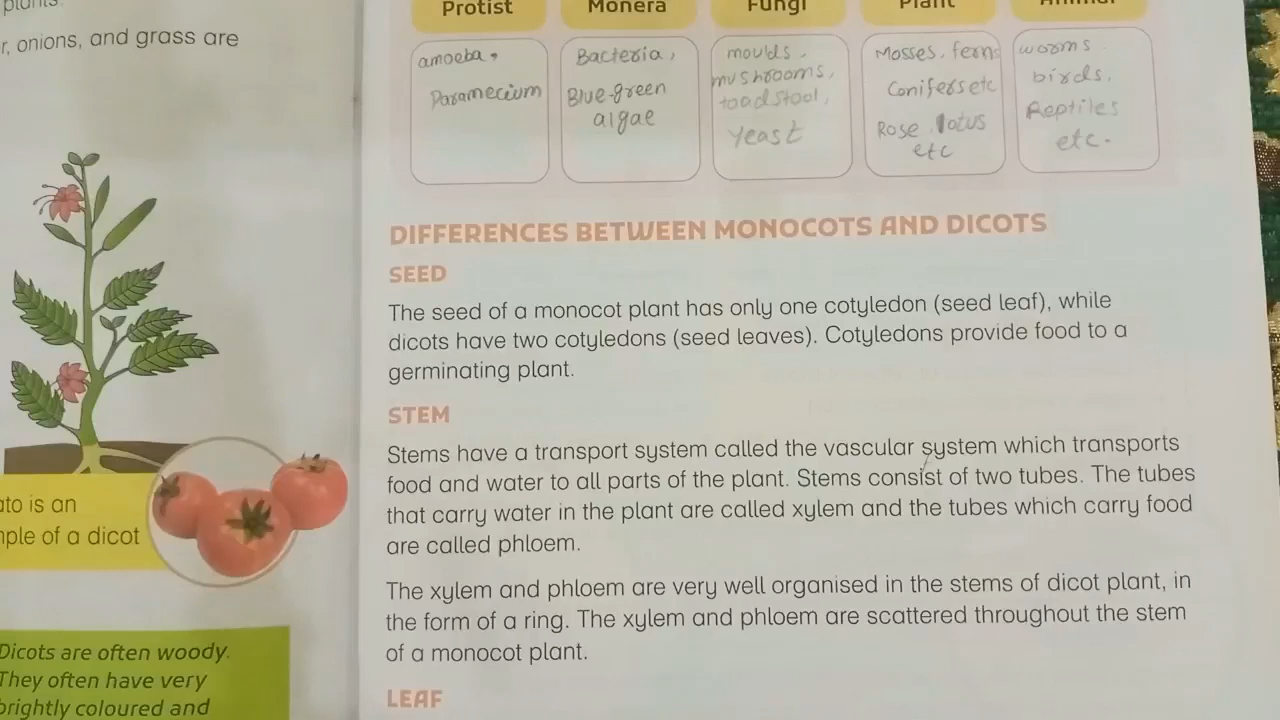 plants.
r, onions, and grass are
ato is an
mple of a dicot
Dicots are often woody.
They often have very
brightly coloured and
Protist
Monera
Fungi
Plant
Animal
amoeba,
Paramecium
Bacteria,
Blue-green
algae
moulds,
mushrooms,
toadstool,
Yeast
Mosses, ferns
Conifers etc
Rose, lotus
etc
worms
birds,
Reptiles
etc.
DIFFERENCES BETWEEN MONOCOTS AND DICOTS
SEED
The seed of a monocot plant has only one cotyledon (seed leaf), while
dicots have two cotyledons (seed leaves). Cotyledons provide food to a
germinating plant.
STEM
Stems have a transport system called the vascular system which transports
food and water to all parts of the plant. Stems consist of two tubes. The tubes
that carry water in the plant are called xylem and the tubes which carry food
are called phloem.
The xylem and phloem are very well organised in the stems of dicot plant, in
the form of a ring. The xylem and phloem are scattered throughout the stem
of a monocot plant.
LEAF